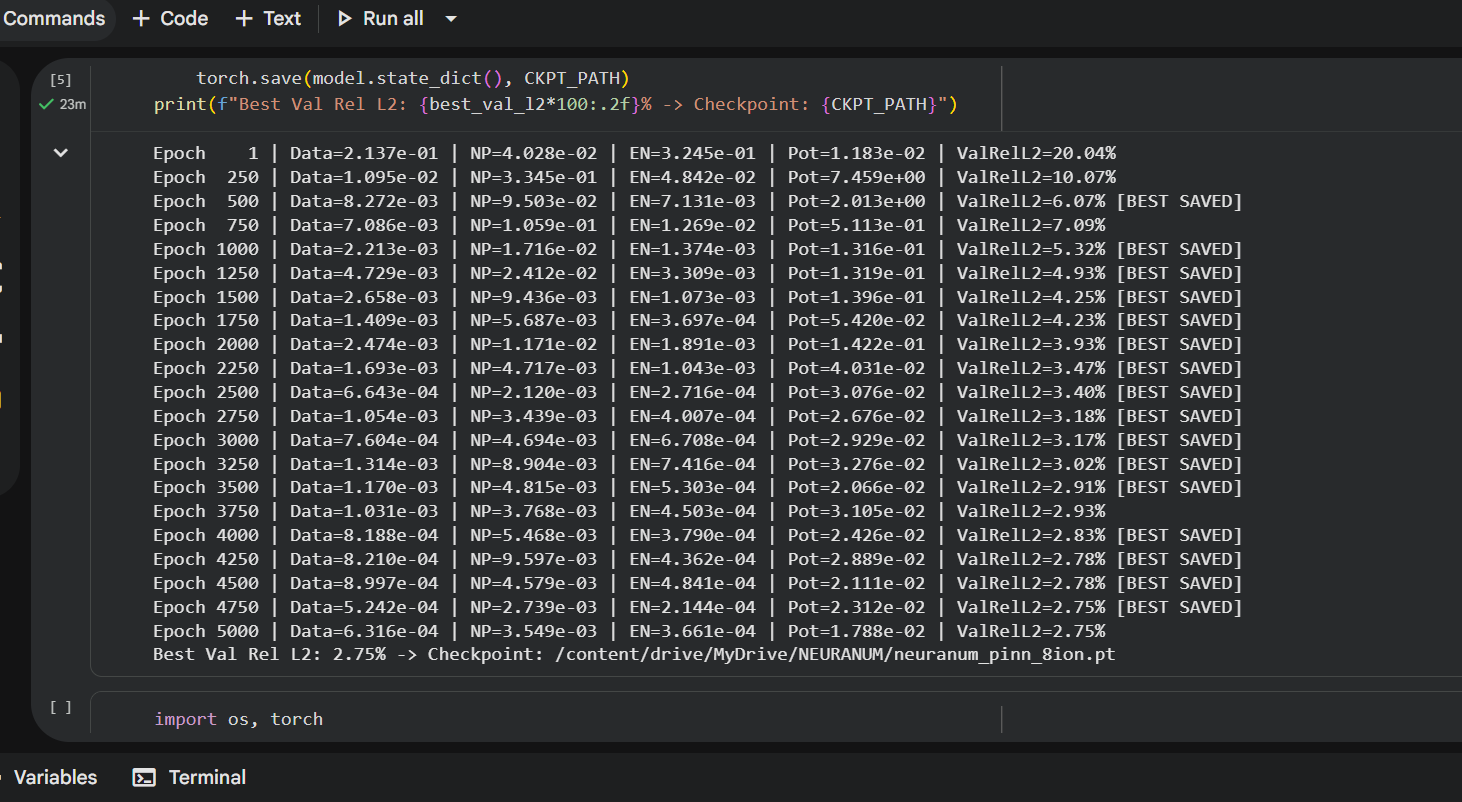 Commands + Code + Text Run all
[5] torch.save(model.state_dict(), CKPT_PATH)
23m print(f"Best Val Rel L2: {best_val_l2*100:.2f}% -> Checkpoint: {CKPT_PATH}")
Epoch    1 | Data=2.137e-01 | NP=4.028e-02 | EN=3.245e-01 | Pot=1.183e-02 | ValRelL2=20.04%
Epoch  250 | Data=1.095e-02 | NP=3.345e-01 | EN=4.842e-02 | Pot=7.459e+00 | ValRelL2=10.07%
Epoch  500 | Data=8.272e-03 | NP=9.503e-02 | EN=7.131e-03 | Pot=2.013e+00 | ValRelL2=6.07% [BEST SAVED]
Epoch  750 | Data=7.086e-03 | NP=1.059e-01 | EN=1.269e-02 | Pot=5.113e-01 | ValRelL2=7.09%
Epoch 1000 | Data=2.213e-03 | NP=1.716e-02 | EN=1.374e-03 | Pot=1.316e-01 | ValRelL2=5.32% [BEST SAVED]
Epoch 1250 | Data=4.729e-03 | NP=2.412e-02 | EN=3.309e-03 | Pot=1.319e-01 | ValRelL2=4.93% [BEST SAVED]
Epoch 1500 | Data=2.658e-03 | NP=9.436e-03 | EN=1.073e-03 | Pot=1.396e-01 | ValRelL2=4.25% [BEST SAVED]
Epoch 1750 | Data=1.409e-03 | NP=5.687e-03 | EN=3.697e-04 | Pot=5.420e-02 | ValRelL2=4.23% [BEST SAVED]
Epoch 2000 | Data=2.474e-03 | NP=1.171e-02 | EN=1.891e-03 | Pot=1.422e-01 | ValRelL2=3.93% [BEST SAVED]
Epoch 2250 | Data=1.693e-03 | NP=4.717e-03 | EN=1.043e-03 | Pot=4.031e-02 | ValRelL2=3.47% [BEST SAVED]
Epoch 2500 | Data=6.643e-04 | NP=2.120e-03 | EN=2.716e-04 | Pot=3.076e-02 | ValRelL2=3.40% [BEST SAVED]
Epoch 2750 | Data=1.054e-03 | NP=3.439e-03 | EN=4.007e-04 | Pot=2.676e-02 | ValRelL2=3.18% [BEST SAVED]
Epoch 3000 | Data=7.604e-04 | NP=4.694e-03 | EN=6.708e-04 | Pot=2.929e-02 | ValRelL2=3.17% [BEST SAVED]
Epoch 3250 | Data=1.314e-03 | NP=8.904e-03 | EN=7.416e-04 | Pot=3.276e-02 | ValRelL2=3.02% [BEST SAVED]
Epoch 3500 | Data=1.170e-03 | NP=4.815e-03 | EN=5.303e-04 | Pot=2.066e-02 | ValRelL2=2.91% [BEST SAVED]
Epoch 3750 | Data=1.031e-03 | NP=3.768e-03 | EN=4.503e-04 | Pot=3.105e-02 | ValRelL2=2.93%
Epoch 4000 | Data=8.188e-04 | NP=5.468e-03 | EN=3.790e-04 | Pot=2.426e-02 | ValRelL2=2.83% [BEST SAVED]
Epoch 4250 | Data=8.210e-04 | NP=9.597e-03 | EN=4.362e-04 | Pot=2.889e-02 | ValRelL2=2.78% [BEST SAVED]
Epoch 4500 | Data=8.997e-04 | NP=4.579e-03 | EN=4.841e-04 | Pot=2.111e-02 | ValRelL2=2.78% [BEST SAVED]
Epoch 4750 | Data=5.242e-04 | NP=2.739e-03 | EN=2.144e-04 | Pot=2.312e-02 | ValRelL2=2.75% [BEST SAVED]
Epoch 5000 | Data=6.316e-04 | NP=3.549e-03 | EN=3.661e-04 | Pot=1.788e-02 | ValRelL2=2.75%
Best Val Rel L2: 2.75% -> Checkpoint: /content/drive/MyDrive/NEURANUM/neuranum_pinn_8ion.pt
[ ] import os, torch
Variables Terminal